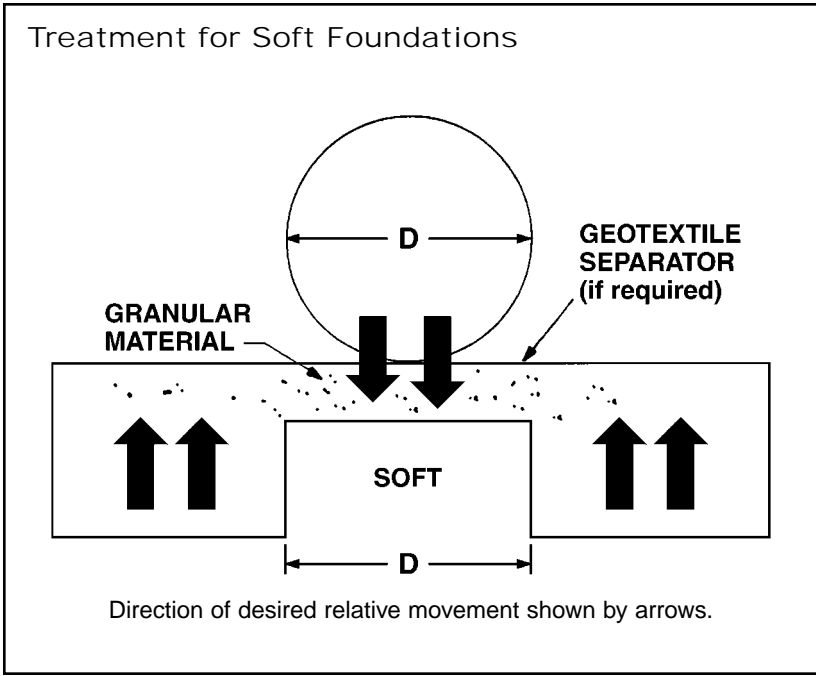 Treatment for Soft Foundations
D
GEOTEXTILE
SEPARATOR
(if required)
GRANULAR
MATERIAL
SOFT
D
Direction of desired relative movement shown by arrows.